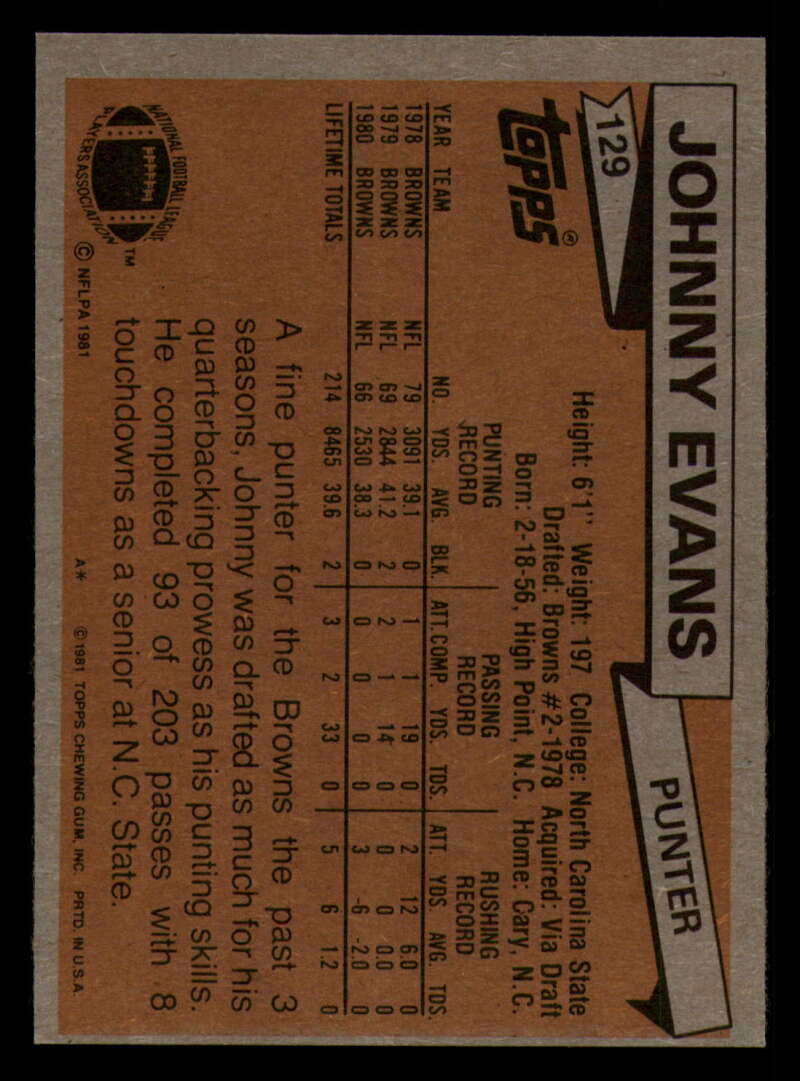 JOHNNY EVANS
PUNTER
129
TOPPS®
Height: 6'1" Weight: 197 College: North Carolina State
Drafted: Browns #2-1978 Acquired: Via Draft
Born: 2-18-56, High Point, N.C. Home: Cary, N.C.
PUNTING RECORD PASSING RECORD RUSHING RECORD
YEAR TEAM NO. YDS. AVG. BLK. ATT. COMP. YDS. TDS. ATT. YDS AVG. TDS.
1978 BROWNS NFL 79 3091 39.1 0 1 1 19 0 2 12 6.0 0
1979 BROWNS NFL 69 2844 41.2 2 2 1 14 0 0 0 0.0 0
1980 BROWNS NFL 66 2530 38.3 0 0 0 0 0 3 -6 -2.0 0
LIFETIME TOTALS 214 8465 39.6 2 3 2 33 0 5 6 1.2 0
A fine punter for the Browns the past 3
seasons, Johnny was drafted as much for his
quarterbacking prowess as his punting skills.
He completed 93 of 203 passes with 8
touchdowns as a senior at N.C. State.
NATIONAL FOOTBALL LEAGUE
PLAYERS ASSOCIATION
™
© NFLPA 1981
A* © 1981 TOPPS CHEWING GUM, INC. PRTD. IN U.S.A.